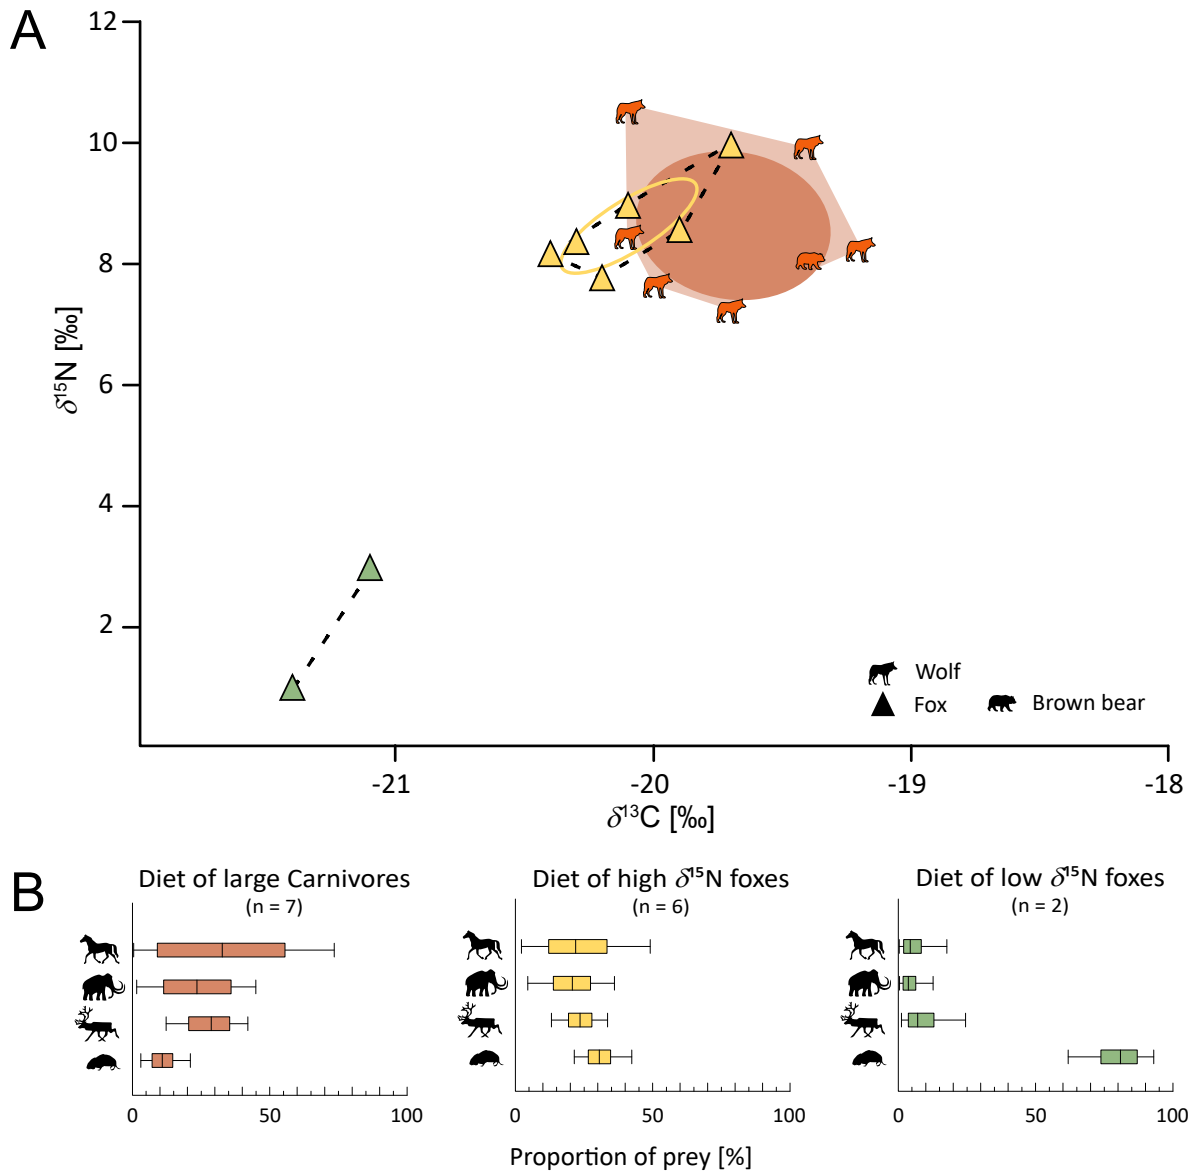 A
12
10
8
6
4
2
δ15N [‰]
-21
-20
-19
-18
δ13C [‰]
Wolf
Fox
Brown bear
B
Diet of large Carnivores
(n = 7)
0
50
100
Diet of high δ15N foxes
(n = 6)
0
50
100
Diet of low δ15N foxes
(n = 2)
0
50
100
Proportion of prey [%]